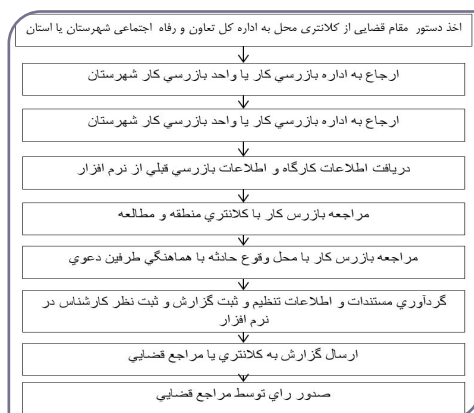 اخذ دستور مقام قضایی از کلانتری محل به اداره کل تعاون و رفاه اجتماعی شهرستان یا استان
ارجاع به اداره بازرسي كار يا واحد بازرسي كار شهرستان
ارجاع به اداره بازرسي كار يا واحد بازرسي كار شهرستان
دريافت اطلاعات كارگاه و اطلاعات بازرسي قبلي از نرم افزار
مراجعه بازرس كار با كلانتري منطقه و مطالعه
مراجعه بازرس كار با محل وقوع حادثه با هماهنگي طرفين دعوي
گردآوري مستندات و اطلاعات تنظيم و ثبت گزارش و ثبت نظر كارشناس در
نرم افزار
ارسال گزارش به كلانتري يا مراجع قضايي
صدور راي توسط مراجع قضايي